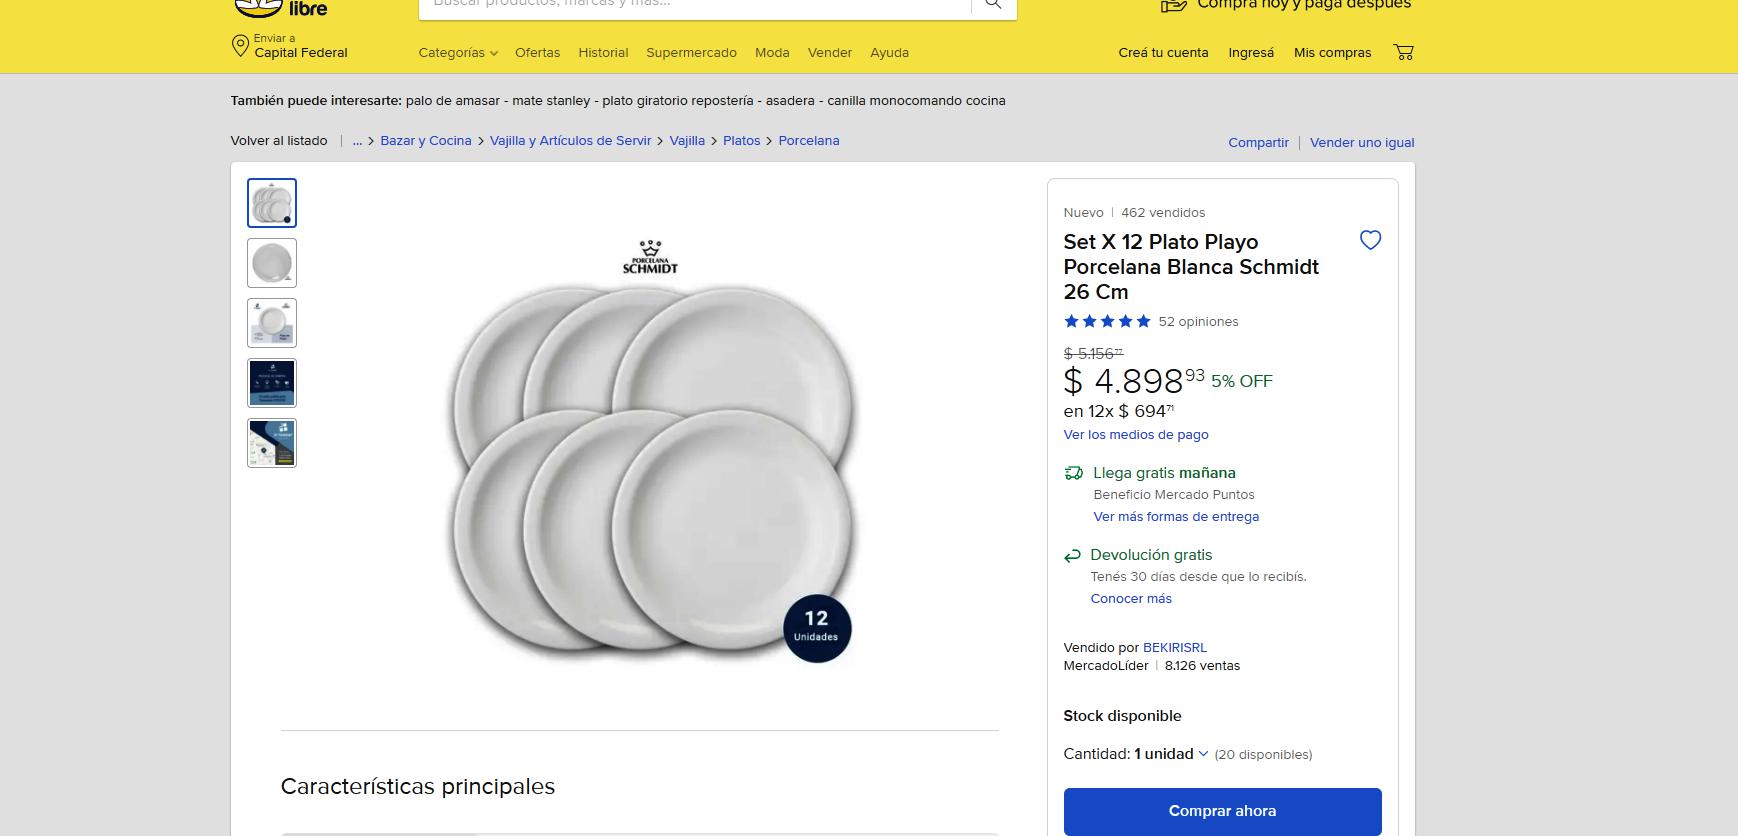 libre
Buscar productos, marcas y más...
Comprá hoy y pagá después
Enviar a
Capital Federal
Categorías
Ofertas
Historial
Supermercado
Moda
Vender
Ayuda
Creá tu cuenta
Ingresá
Mis compras
También puede interesarte: palo de amasar - mate stanley - plato giratorio repostería - asadera - canilla monocomando cocina
Volver al listado | ... > Bazar y Cocina > Vajilla y Artículos de Servir > Vajilla > Platos > Porcelana
Compartir | Vender uno igual
PORCELANA
SCHMIDT
12
Unidades
Características principales
Nuevo | 462 vendidos
Set X 12 Plato Playo
Porcelana Blanca Schmidt
26 Cm
52 opiniones
$ 5.156 77
$ 4.898 93 5% OFF
en 12x $ 694 71
Ver los medios de pago
Llega gratis mañana
Beneficio Mercado Puntos
Ver más formas de entrega
Devolución gratis
Tenés 30 días desde que lo recibís.
Conocer más
Vendido por BEKIRISRL
MercadoLíder | 8.126 ventas
Stock disponible
Cantidad: 1 unidad (20 disponibles)
Comprar ahora